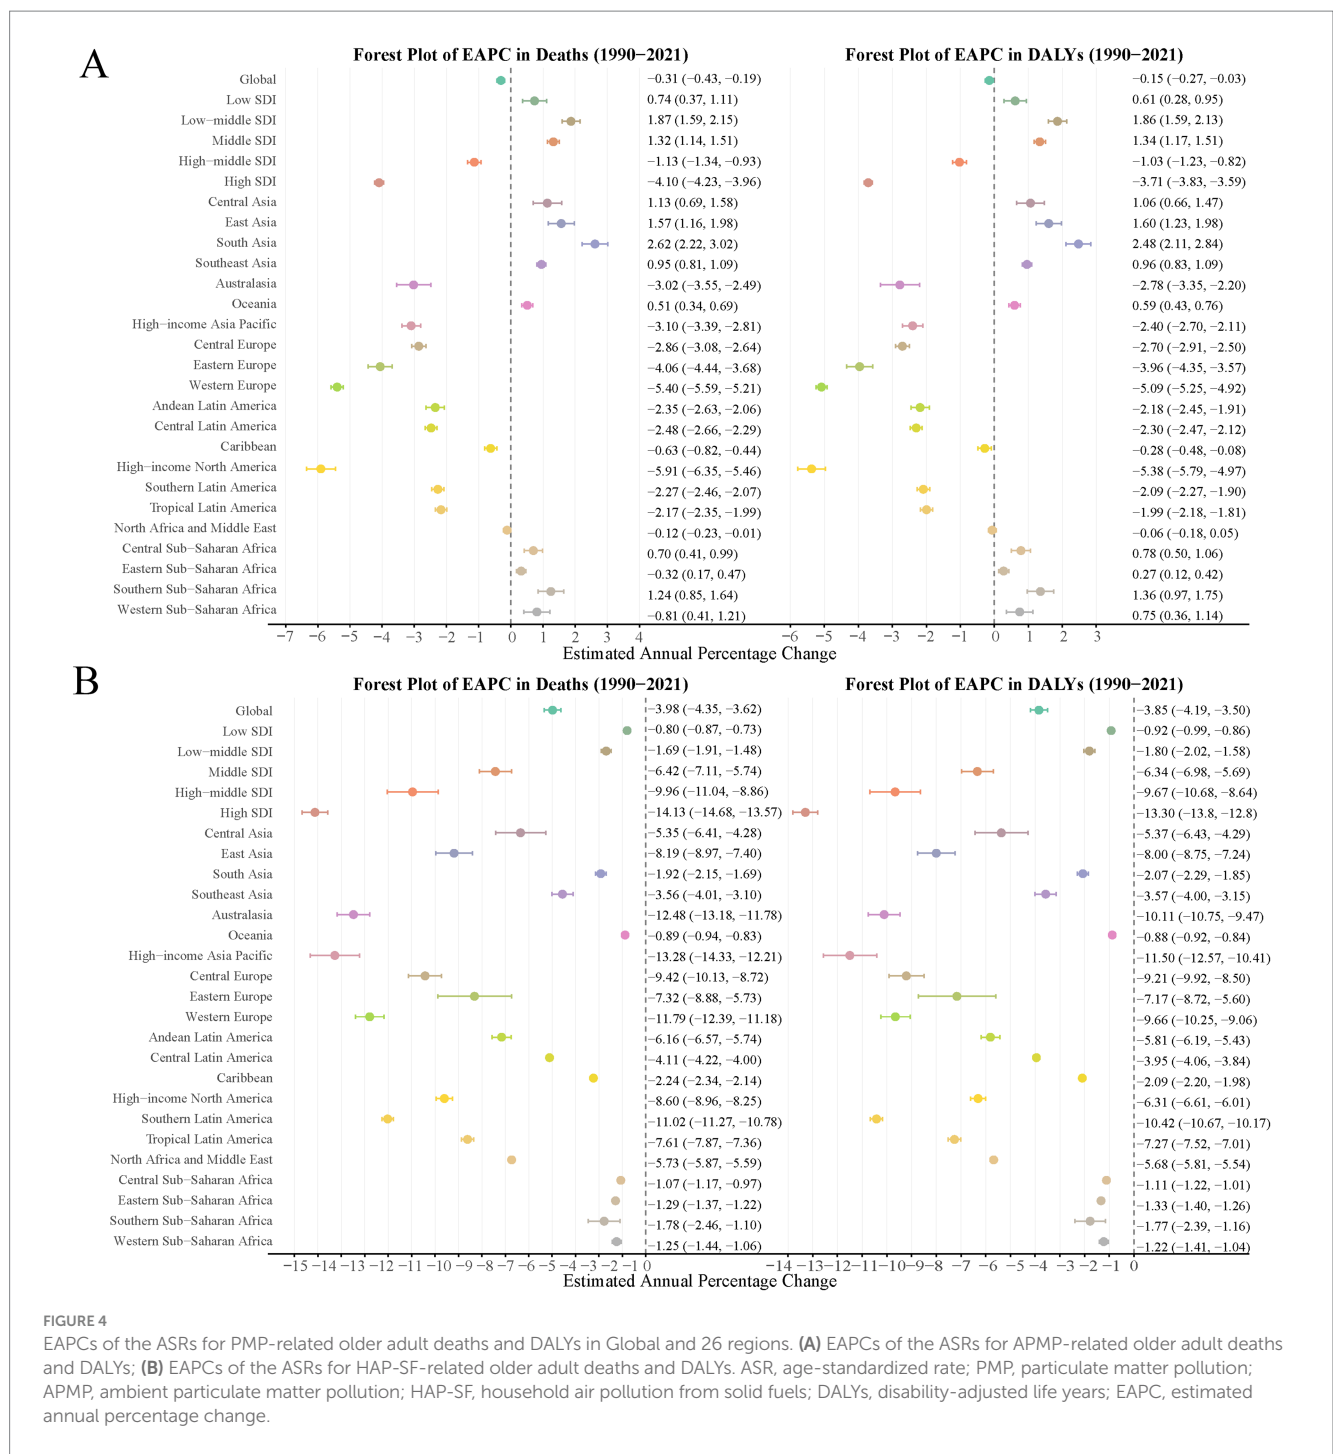 A
Forest Plot of EAPC in Deaths (1990−2021)
Forest Plot of EAPC in DALYs (1990−2021)
Global −0.31 (−0.43, −0.19) −0.15 (−0.27, −0.03)
Low SDI 0.74 (0.37, 1.11) 0.61 (0.28, 0.95)
Low−middle SDI 1.87 (1.59, 2.15) 1.86 (1.59, 2.13)
Middle SDI 1.32 (1.14, 1.51) 1.34 (1.17, 1.51)
High−middle SDI −1.13 (−1.34, −0.93) −1.03 (−1.23, −0.82)
High SDI −4.10 (−4.23, −3.96) −3.71 (−3.83, −3.59)
Central Asia 1.13 (0.69, 1.58) 1.06 (0.66, 1.47)
East Asia 1.57 (1.16, 1.98) 1.60 (1.23, 1.98)
South Asia 2.62 (2.22, 3.02) 2.48 (2.11, 2.84)
Southeast Asia 0.95 (0.81, 1.09) 0.96 (0.83, 1.09)
Australasia −3.02 (−3.55, −2.49) −2.78 (−3.35, −2.20)
Oceania 0.51 (0.34, 0.69) 0.59 (0.43, 0.76)
High−income Asia Pacific −3.10 (−3.39, −2.81) −2.40 (−2.70, −2.11)
Central Europe −2.86 (−3.08, −2.64) −2.70 (−2.91, −2.50)
Eastern Europe −4.06 (−4.44, −3.68) −3.96 (−4.35, −3.57)
Western Europe −5.40 (−5.59, −5.21) −5.09 (−5.25, −4.92)
Andean Latin America −2.35 (−2.63, −2.06) −2.18 (−2.45, −1.91)
Central Latin America −2.48 (−2.66, −2.29) −2.30 (−2.47, −2.12)
Caribbean −0.63 (−0.82, −0.44) −0.28 (−0.48, −0.08)
High−income North America −5.91 (−6.35, −5.46) −5.38 (−5.79, −4.97)
Southern Latin America −2.27 (−2.46, −2.07) −2.09 (−2.27, −1.90)
Tropical Latin America −2.17 (−2.35, −1.99) −1.99 (−2.18, −1.81)
North Africa and Middle East −0.12 (−0.23, −0.01) −0.06 (−0.18, 0.05)
Central Sub−Saharan Africa 0.70 (0.41, 0.99) 0.78 (0.50, 1.06)
Eastern Sub−Saharan Africa −0.32 (0.17, 0.47) 0.27 (0.12, 0.42)
Southern Sub−Saharan Africa 1.24 (0.85, 1.64) 1.36 (0.97, 1.75)
Western Sub−Saharan Africa −0.81 (0.41, 1.21) 0.75 (0.36, 1.14)
−7 −6 −5 −4 −3 −2 −1 0 1 2 3 4 −6 −5 −4 −3 −2 −1 0 1 2 3
Estimated Annual Percentage Change
B
Forest Plot of EAPC in Deaths (1990−2021)
Forest Plot of EAPC in DALYs (1990−2021)
Global −3.98 (−4.35, −3.62) −3.85 (−4.19, −3.50)
Low SDI −0.80 (−0.87, −0.73) −0.92 (−0.99, −0.86)
Low−middle SDI −1.69 (−1.91, −1.48) −1.80 (−2.02, −1.58)
Middle SDI −6.42 (−7.11, −5.74) −6.34 (−6.98, −5.69)
High−middle SDI −9.96 (−11.04, −8.86) −9.67 (−10.68, −8.64)
High SDI −14.13 (−14.68, −13.57) −13.30 (−13.8, −12.8)
Central Asia −5.35 (−6.41, −4.28) −5.37 (−6.43, −4.29)
East Asia −8.19 (−8.97, −7.40) −8.00 (−8.75, −7.24)
South Asia −1.92 (−2.15, −1.69) −2.07 (−2.29, −1.85)
Southeast Asia −3.56 (−4.01, −3.10) −3.57 (−4.00, −3.15)
Australasia −12.48 (−13.18, −11.78) −10.11 (−10.75, −9.47)
Oceania −0.89 (−0.94, −0.83) −0.88 (−0.92, −0.84)
High−income Asia Pacific −13.28 (−14.33, −12.21) −11.50 (−12.57, −10.41)
Central Europe −9.42 (−10.13, −8.72) −9.21 (−9.92, −8.50)
Eastern Europe −7.32 (−8.88, −5.73) −7.17 (−8.72, −5.60)
Western Europe −11.79 (−12.39, −11.18) −9.66 (−10.25, −9.06)
Andean Latin America −6.16 (−6.57, −5.74) −5.81 (−6.19, −5.43)
Central Latin America −4.11 (−4.22, −4.00) −3.95 (−4.06, −3.84)
Caribbean −2.24 (−2.34, −2.14) −2.09 (−2.20, −1.98)
High−income North America −8.60 (−8.96, −8.25) −6.31 (−6.61, −6.01)
Southern Latin America −11.02 (−11.27, −10.78) −10.42 (−10.67, −10.17)
Tropical Latin America −7.61 (−7.87, −7.36) −7.27 (−7.52, −7.01)
North Africa and Middle East −5.73 (−5.87, −5.59) −5.68 (−5.81, −5.54)
Central Sub−Saharan Africa −1.07 (−1.17, −0.97) −1.11 (−1.22, −1.01)
Eastern Sub−Saharan Africa −1.29 (−1.37, −1.22) −1.33 (−1.40, −1.26)
Southern Sub−Saharan Africa −1.78 (−2.46, −1.10) −1.77 (−2.39, −1.16)
Western Sub−Saharan Africa −1.25 (−1.44, −1.06) −1.22 (−1.41, −1.04)
−15 −14 −13 −12 −11 −10 −9 −8 −7 −6 −5 −4 −3 −2 −1 0 −14 −13 −12 −11 −10 −9 −8 −7 −6 −5 −4 −3 −2 −1 0
Estimated Annual Percentage Change
FIGURE 4
EAPCs of the ASRs for PMP-related older adult deaths and DALYs in Global and 26 regions. (A) EAPCs of the ASRs for APMP-related older adult deaths
and DALYs; (B) EAPCs of the ASRs for HAP-SF-related older adult deaths and DALYs. ASR, age-standardized rate; PMP, particulate matter pollution;
APMP, ambient particulate matter pollution; HAP-SF, household air pollution from solid fuels; DALYs, disability-adjusted life years; EAPC, estimated
annual percentage change.